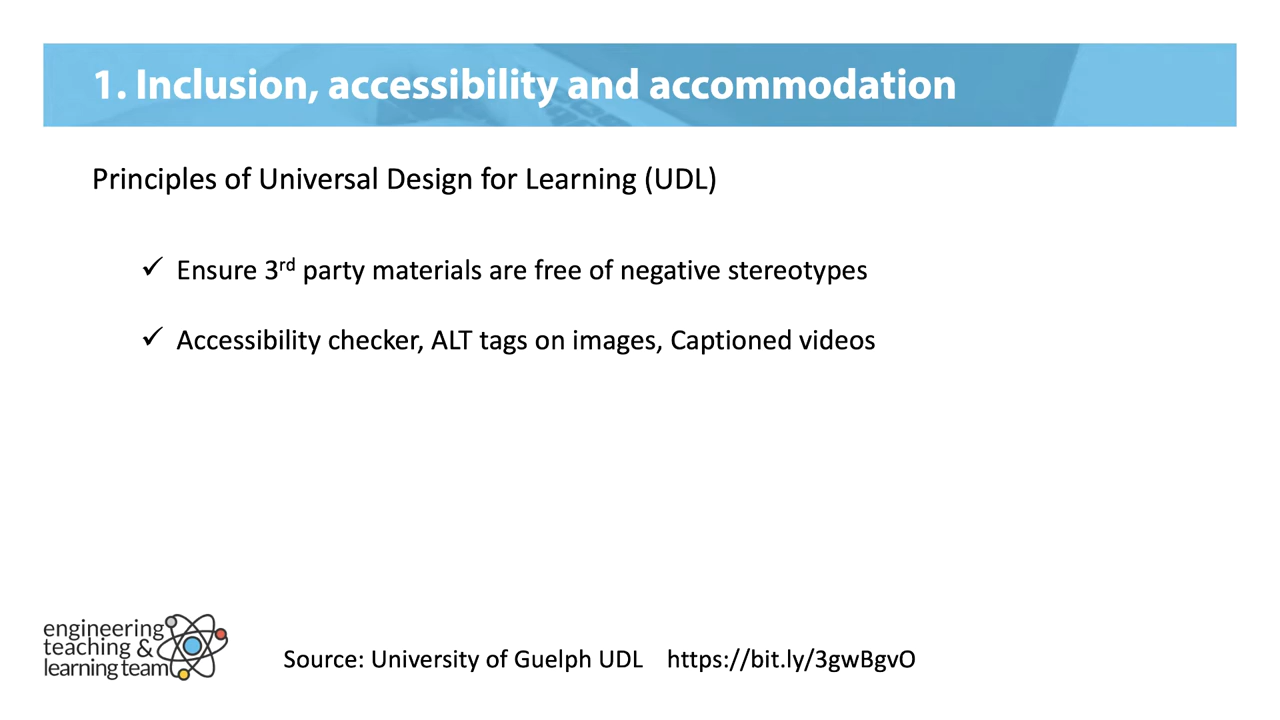 1. Inclusion, accessibility and accommodation
Principles of Universal Design for Learning (UDL)
✓ Ensure 3rd party materials are free of negative stereotypes
✓ Accessibility checker, ALT tags on images, Captioned videos
engineering
teaching &
learning team
Source: University of Guelph UDL https://bit.ly/3gwBgvO